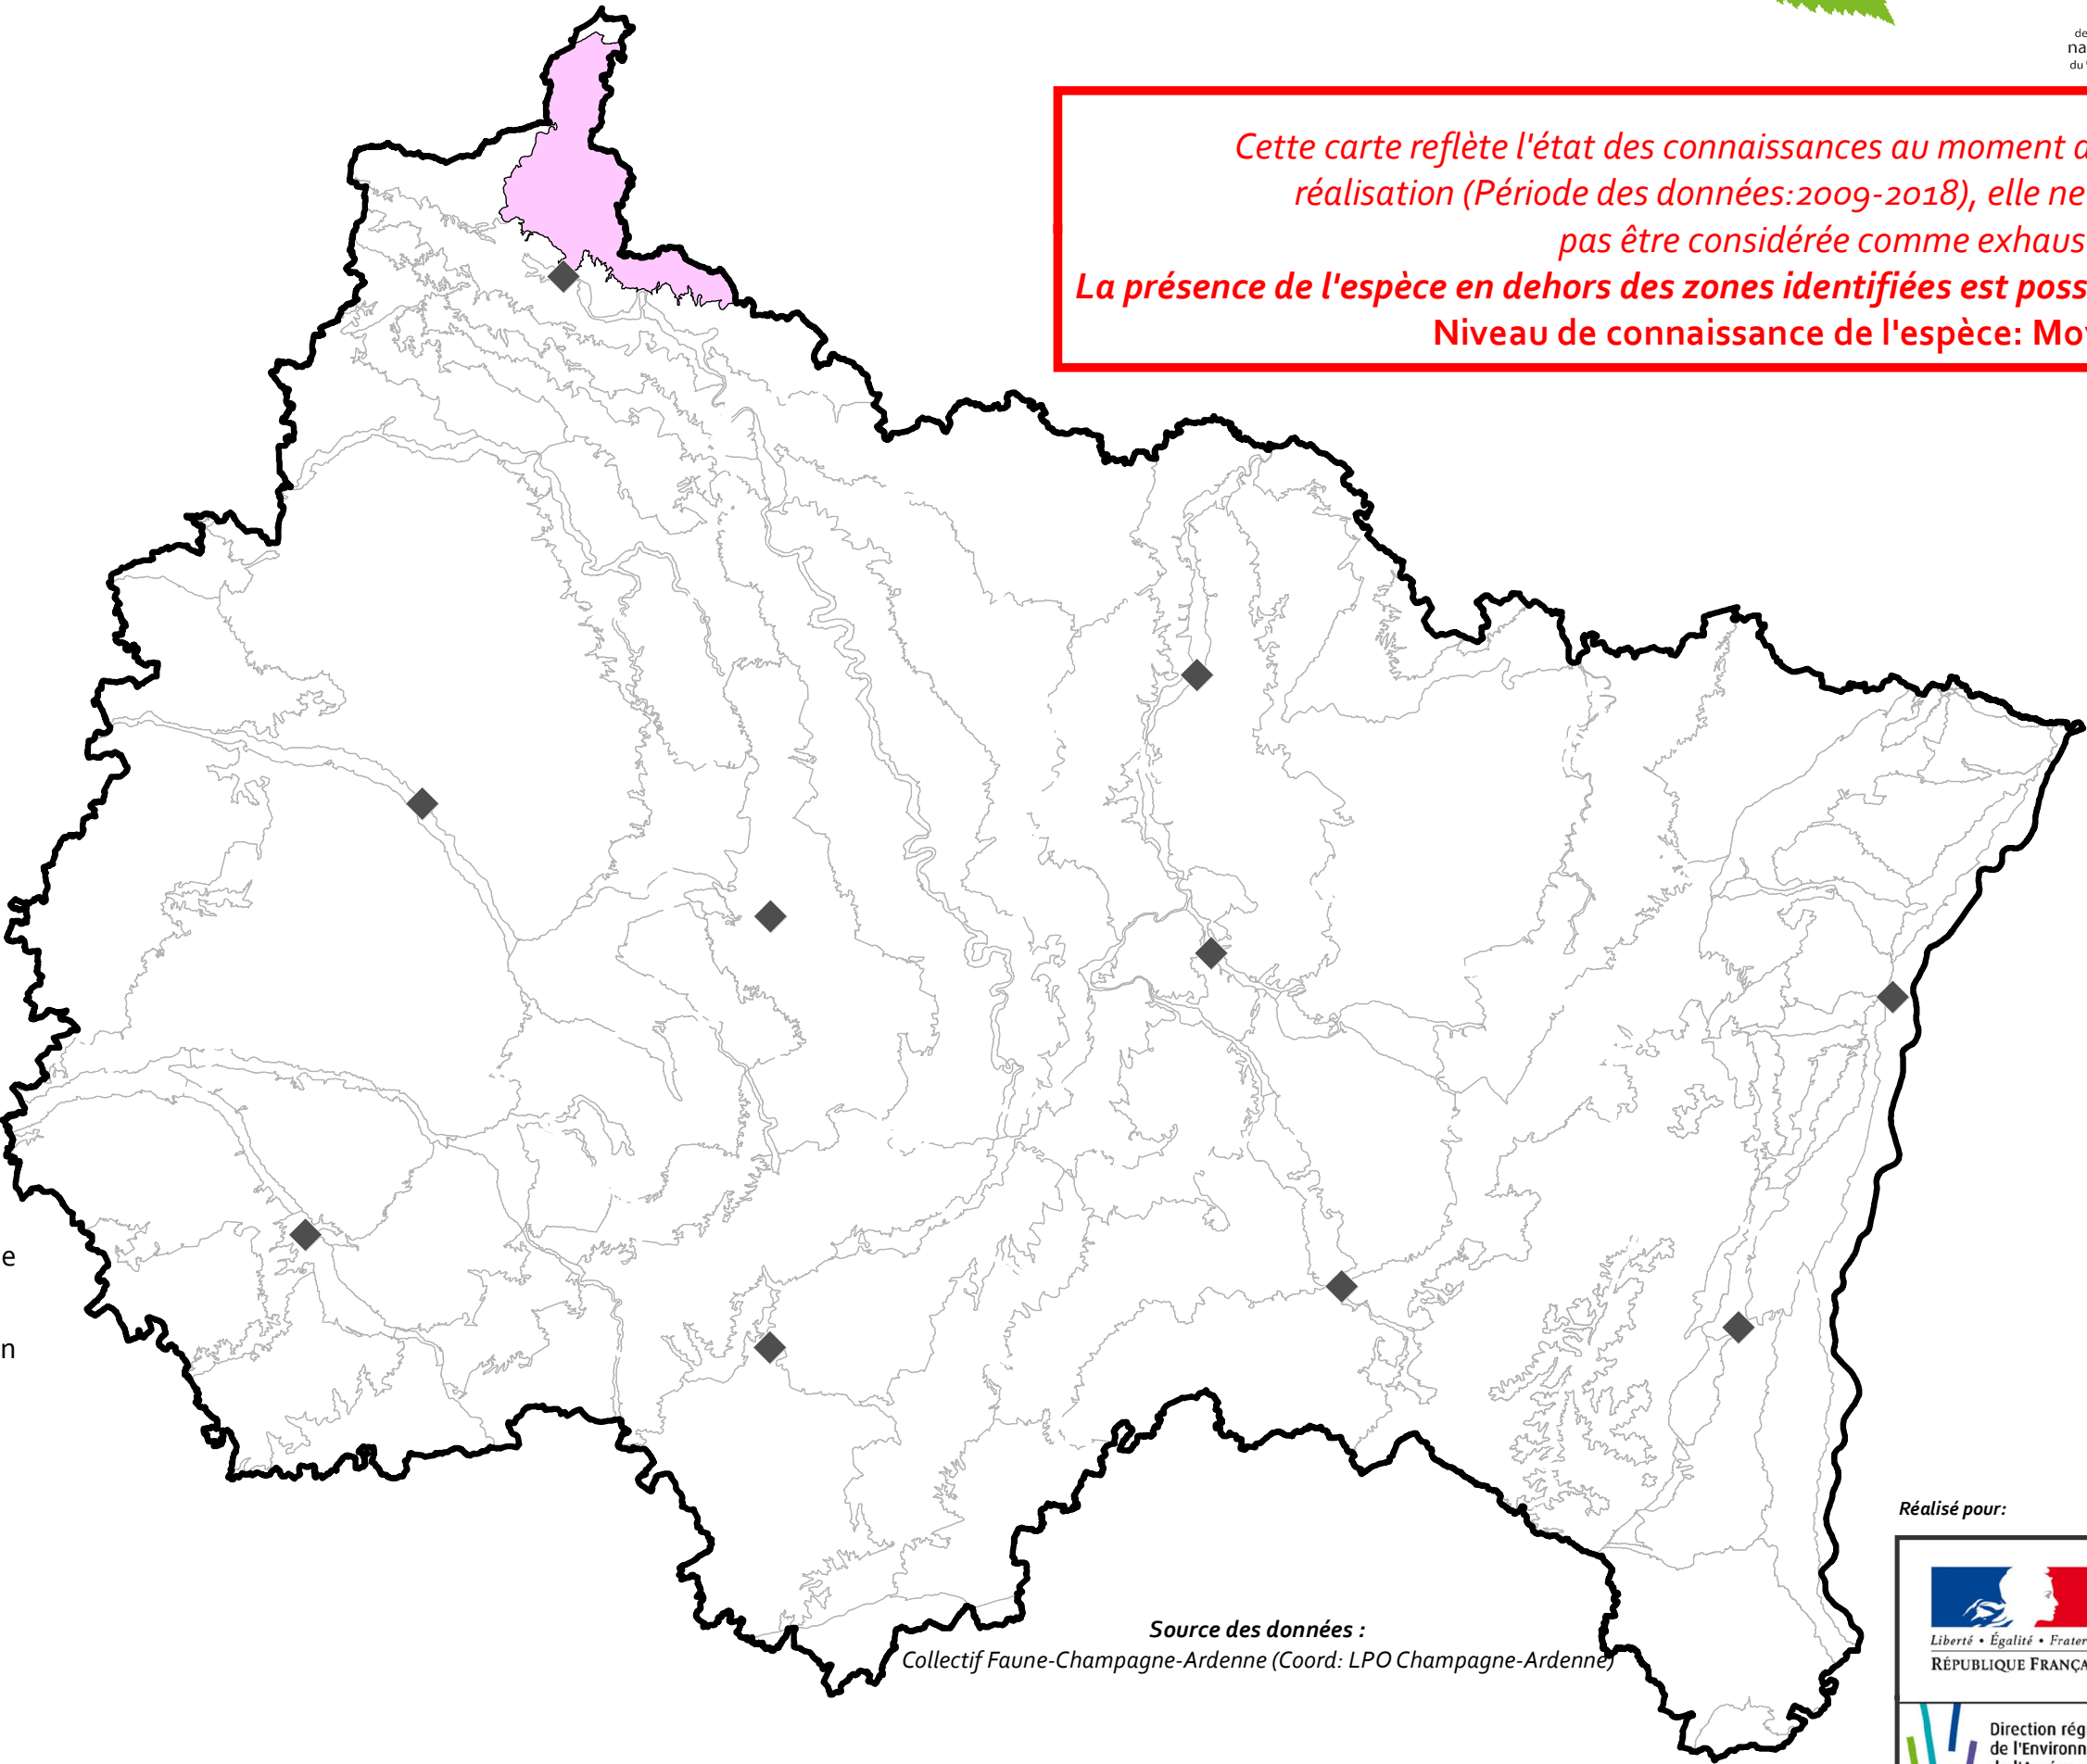 de
na
du
Cette carte reflète l'état des connaissances au moment d
réalisation (Période des données:2009-2018), elle ne
pas être considérée comme exhaus
La présence de l'espèce en dehors des zones identifiées est poss
Niveau de connaissance de l'espèce: Mo
e
n
Réalisé pour:
Source des données :
Collectif Faune-Champagne-Ardenne (Coord: LPO Champagne-Ardenne)
Liberté • Égalité • Frater
RÉPUBLIQUE FRANÇA
Direction rég
de l'Environn